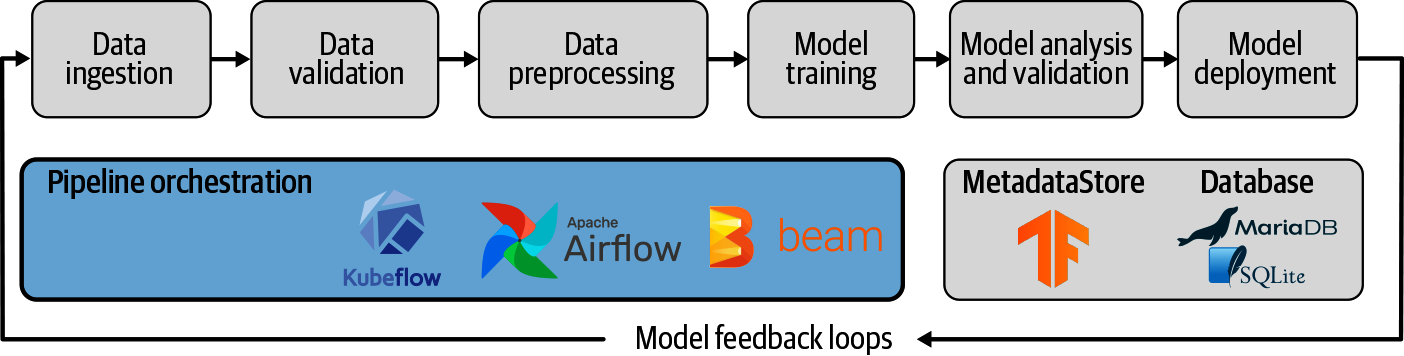 Data
ingestion
Data
validation
Data
preprocessing
Model
training
Model analysis
and validation
Model
deployment
Pipeline orchestration
Kubeflow
Apache
Airflow
beam
MetadataStore
Database
MariaDB
SQLite
Model feedback loops